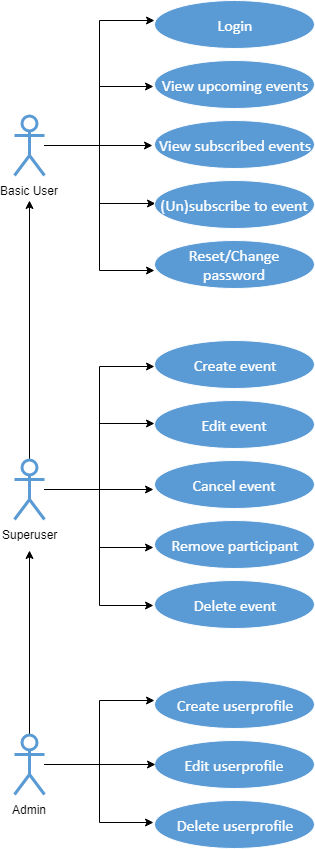 Login
View upcoming events
Basic User
View subscribed events
(Un)subscribe to event
Reset/Change
password
Create event
Edit event
Superuser
Cancel event
Remove participant
Delete event
Create userprofile
Admin
Edit userprofile
Delete userprofile